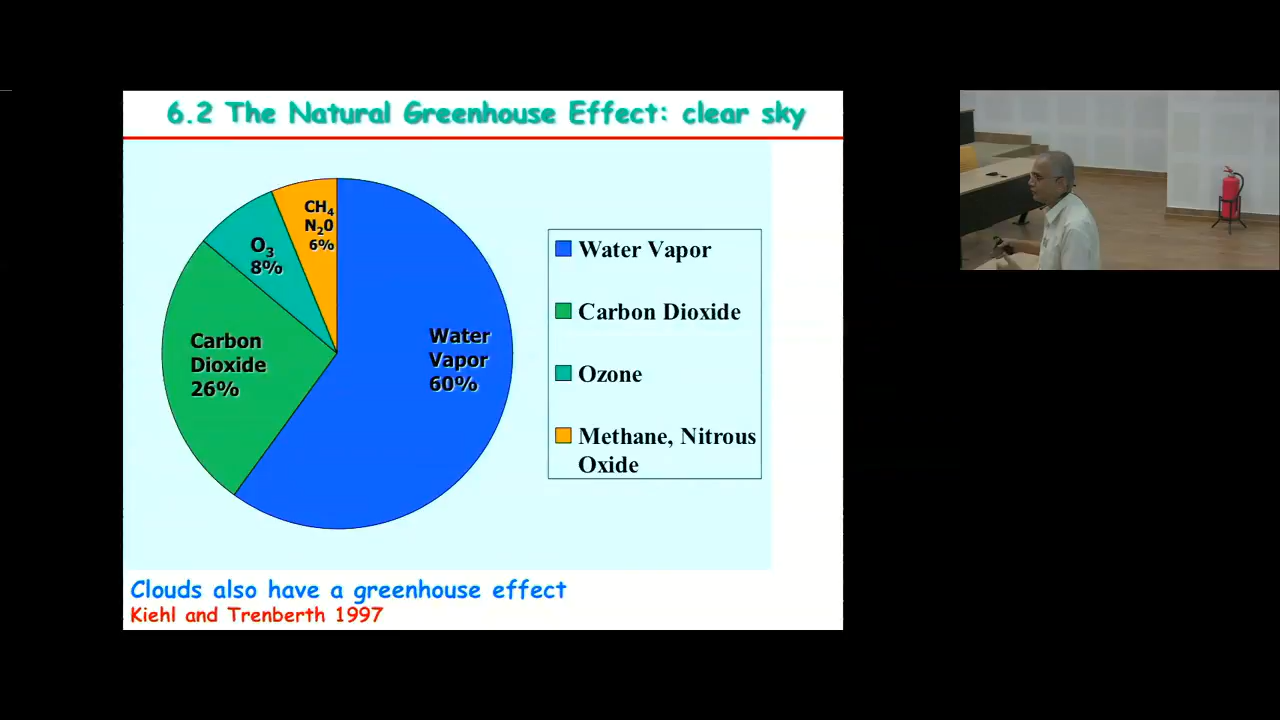 6.2 The Natural Greenhouse Effect: clear sky
CH4
N20
6%
O3
8%
Carbon
Dioxide
26%
Water
Vapor
60%
Water Vapor
Carbon Dioxide
Ozone
Methane, Nitrous
Oxide
Clouds also have a greenhouse effect
Kiehl and Trenberth 1997